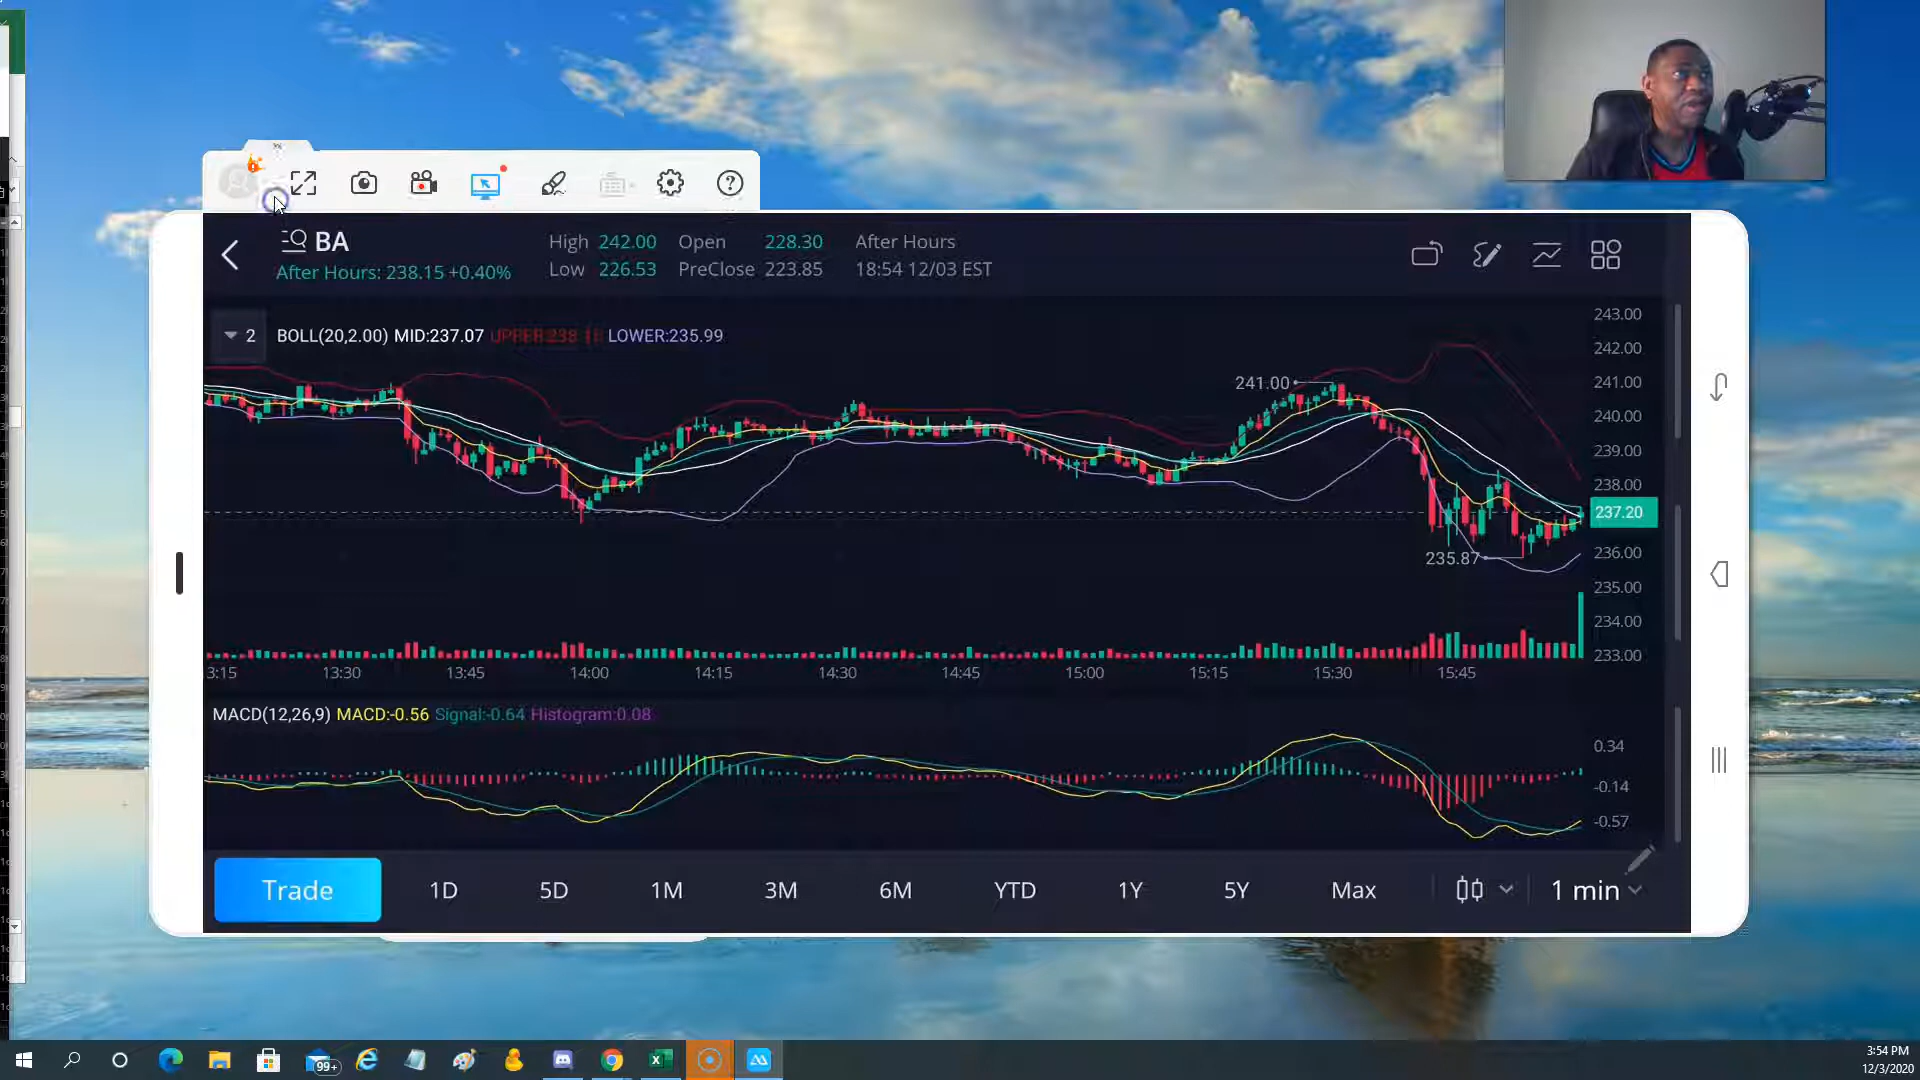 BA
After Hours: 238.15 +0.40%
High 242.00 Open 228.30 After Hours
Low 226.53 PreClose 223.85 18:54 12/03 EST
2 BOLL(20,2.00) MID:237.07 LOWER:235.99
243.00
242.00
241.00
241.00
240.00
239.00
238.00
237.20
235.87
236.00
235.00
234.00
233.00
3:15 13:30 13:45 14:00 14:15 14:30 14:45 15:00 15:15 15:30 15:45
MACD(12,26,9) MACD:-0.56 Signal:-0.64 Histogram:0.08
0.34
-0.14
-0.57
Trade 1D 5D 1M 3M 6M YTD 1Y 5Y Max 1 min
99+
3:54 PM
12/3/2020